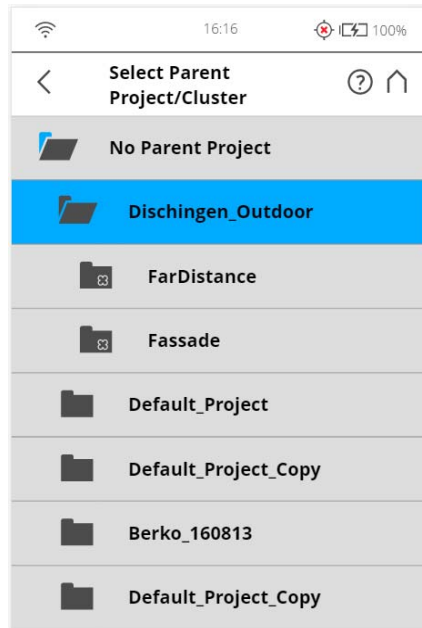 16:16
100%
Select Parent
Project/Cluster
No Parent Project
Dischingen_Outdoor
FarDistance
Fassade
Default_Project
Default_Project_Copy
Berko_160813
Default_Project_Copy